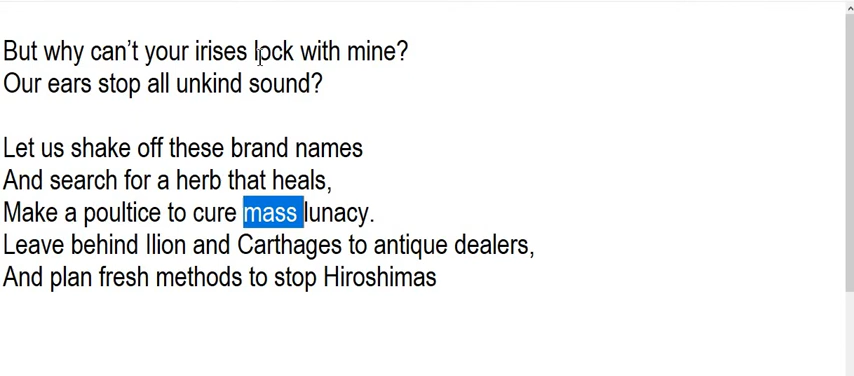 But why can’t your irises lock with mine?
Our ears stop all unkind sound?
Let us shake off these brand names
And search for a herb that heals,
Make a poultice to cure mass lunacy.
Leave behind Ilion and Carthages to antique dealers,
And plan fresh methods to stop Hiroshimas